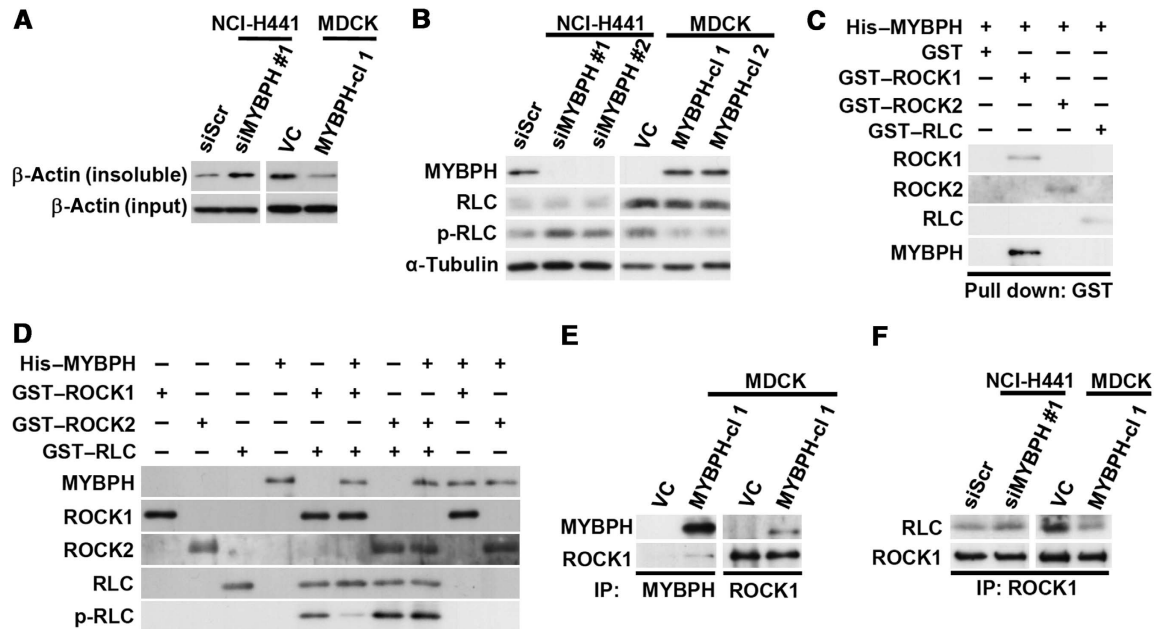 A
NCI-H441 MDCK
siScr siMYBPH #1 VC MYBPH-cl 1
β-Actin (insoluble)
β-Actin (input)
B
NCI-H441 MDCK
siScr siMYBPH #1 siMYBPH #2 VC MYBPH-cl 1 MYBPH-cl 2
MYBPH
RLC
p-RLC
α-Tubulin
C
His–MYBPH + + + +
GST + – – –
GST–ROCK1 – + – –
GST–ROCK2 – – + –
GST–RLC – – – +
ROCK1
ROCK2
RLC
MYBPH
Pull down: GST
D
His–MYBPH – – – + – + – + + +
GST–ROCK1 + – – – + + – – + –
GST–ROCK2 – + – – – – + + – +
GST–RLC – – + – + + + + – –
MYBPH
ROCK1
ROCK2
RLC
p-RLC
E
MDCK
VC MYBPH-cl 1 VC MYBPH-cl 1
MYBPH
ROCK1
IP: MYBPH ROCK1
F
NCI-H441 MDCK
siScr siMYBPH #1 VC MYBPH-cl 1
RLC
ROCK1
IP: ROCK1